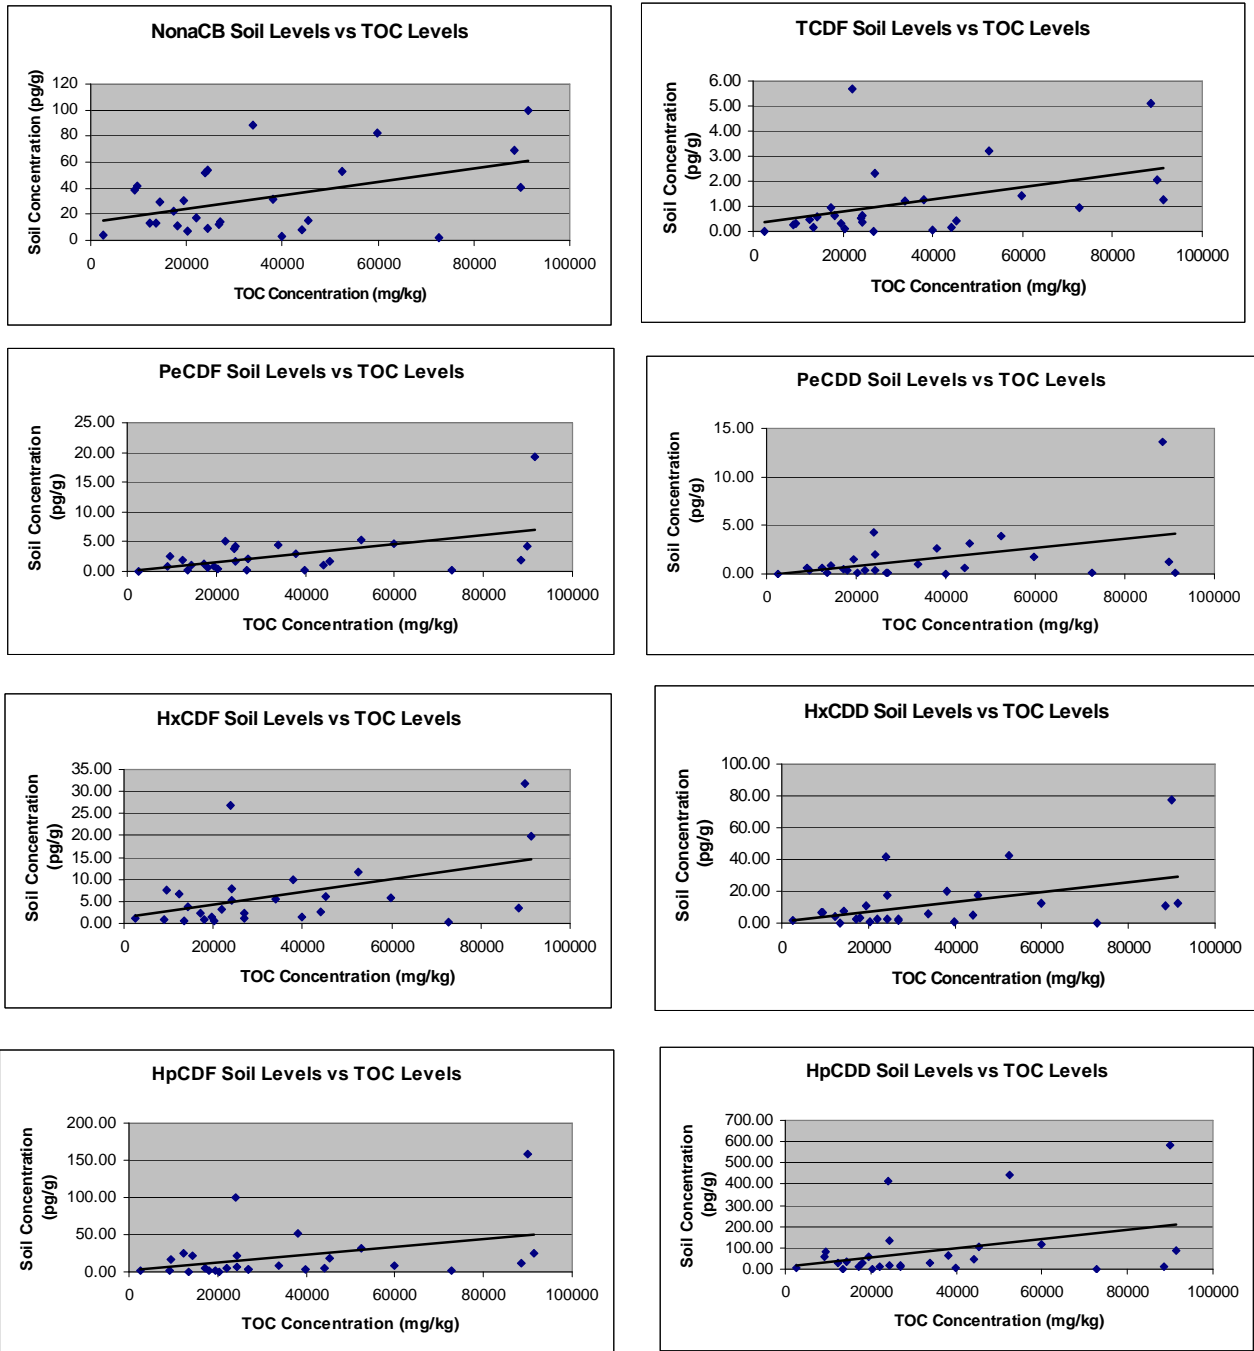 NonaCB Soil Levels vs TOC Levels
Soil Concentration (pg/g)
120
100
80
60
40
20
0
0 20000 40000 60000 80000 100000
TOC Concentration (mg/kg)
TCDF Soil Levels vs TOC Levels
Soil Concentration
(pg/g)
6.00
5.00
4.00
3.00
2.00
1.00
0.00
0 20000 40000 60000 80000 100000
TOC Concentration (mg/kg)
PeCDF Soil Levels vs TOC Levels
Soil Concentration
(pg/g)
25.00
20.00
15.00
10.00
5.00
0.00
0 20000 40000 60000 80000 100000
TOC Concentration (mg/kg)
PeCDD Soil Levels vs TOC Levels
Soil Concentration
(pg/g)
15.00
10.00
5.00
0.00
0 20000 40000 60000 80000 100000
TOC Concentration (mg/kg)
HxCDF Soil Levels vs TOC Levels
Soil Concentration
(pg/g)
35.00
30.00
25.00
20.00
15.00
10.00
5.00
0.00
0 20000 40000 60000 80000 100000
TOC Concentration (mg/kg)
HxCDD Soil Levels vs TOC Levels
Soil Concentration
(pg/g)
100.00
80.00
60.00
40.00
20.00
0.00
0 20000 40000 60000 80000 100000
TOC Concentration (mg/kg)
HpCDF Soil Levels vs TOC Levels
Soil Concentration
(pg/g)
200.00
150.00
100.00
50.00
0.00
0 20000 40000 60000 80000 100000
TOC Concentration (mg/kg)
HpCDD Soil Levels vs TOC Levels
Soil Concentration
(pg/g)
700.00
600.00
500.00
400.00
300.00
200.00
100.00
0.00
0 20000 40000 60000 80000 100000
TOC Concentration (mg/kg)